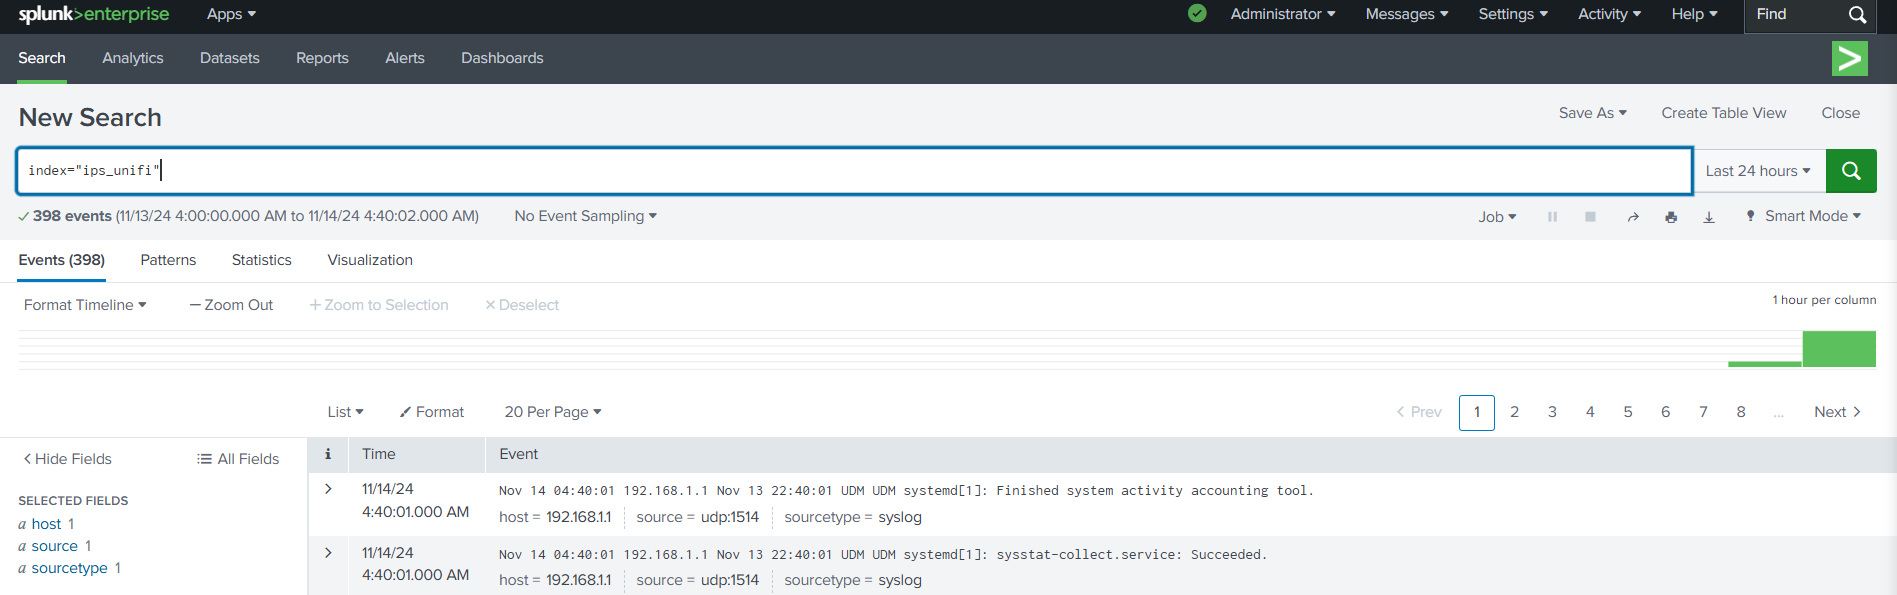 splunk>enterprise Apps Administrator Messages Settings Activity Help Find
Search Analytics Datasets Reports Alerts Dashboards
New Search Save As Create Table View Close
index="ips_unifi" Last 24 hours
398 events (11/13/24 4:00:00.000 AM to 11/14/24 4:40:02.000 AM) No Event Sampling Job Smart Mode
Events (398) Patterns Statistics Visualization
Format Timeline — Zoom Out + Zoom to Selection × Deselect 1 hour per column
List Format 20 Per Page < Prev 1 2 3 4 5 6 7 8 ... Next >
< Hide Fields All Fields i Time Event
SELECTED FIELDS
a host 1
a source 1
a sourcetype 1
> 11/14/24 Nov 14 04:40:01 192.168.1.1 Nov 13 22:40:01 UDM UDM systemd[1]: Finished system activity accounting tool.
4:40:01.000 AM host = 192.168.1.1 source = udp:1514 sourcetype = syslog
> 11/14/24 Nov 14 04:40:01 192.168.1.1 Nov 13 22:40:01 UDM UDM systemd[1]: sysstat-collect.service: Succeeded.
4:40:01.000 AM host = 192.168.1.1 source = udp:1514 sourcetype = syslog